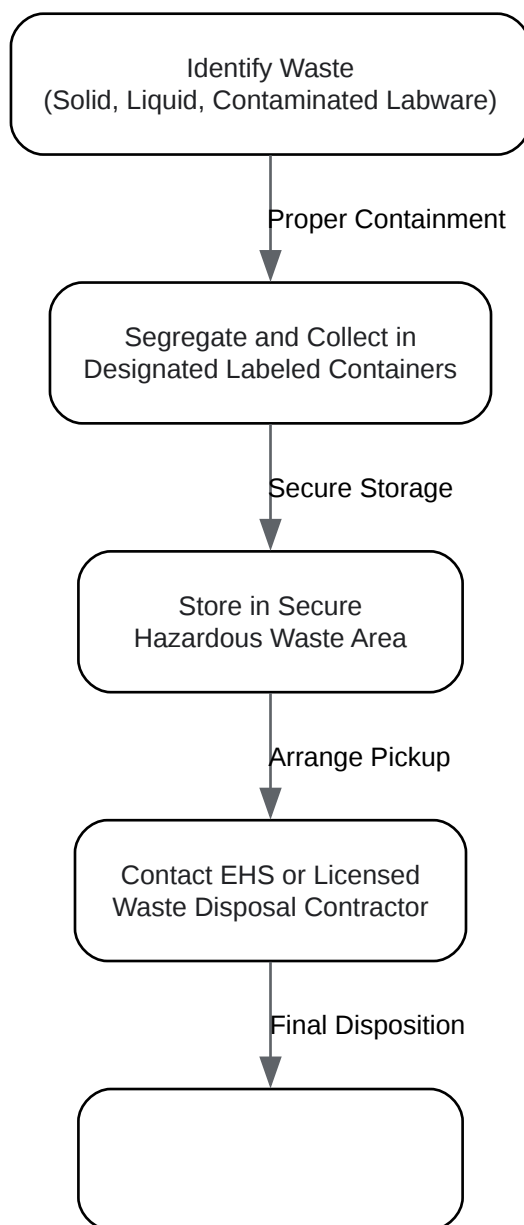 Identify Waste
(Solid, Liquid, Contaminated Labware)
Proper Containment
Segregate and Collect in
Designated Labeled Containers
Secure Storage
Store in Secure
Hazardous Waste Area
Arrange Pickup
Contact EHS or Licensed
Waste Disposal Contractor
Final Disposition